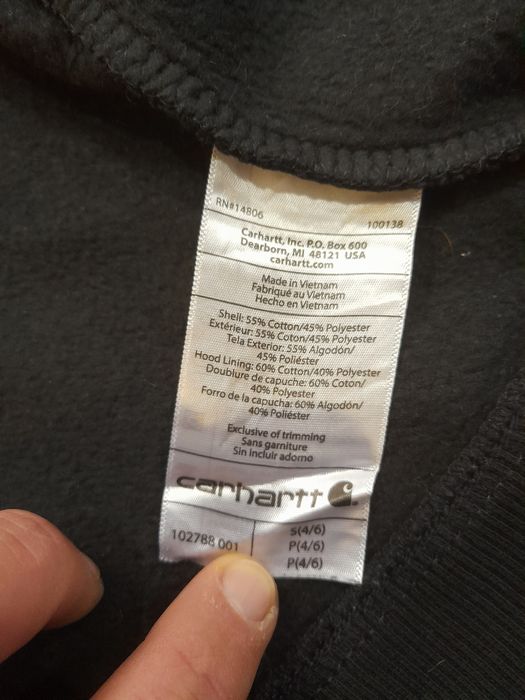 RN#14806 100138
Carhartt, Inc. P.O. Box 600
Dearborn, MI 48121 USA
carhartt.com
Made in Vietnam
Fabriqué au Vietnam
Hecho en Vietnam
Shell: 55% Cotton/45% Polyester
Extérieur: 55% Coton/45% Polyester
Tela Exterior: 55% Algodón/
45% Poliéster
Hood Lining: 60% Cotton/40% Polyester
Doublure de capuche: 60% Coton/
40% Polyester
Forro de la capucha: 60% Algodón/
40% Poliéster
Exclusive of trimming
Sans garniture
Sin incluir adorno
carhartt
102788 001
S(4/6)
P(4/6)
P(4/6)